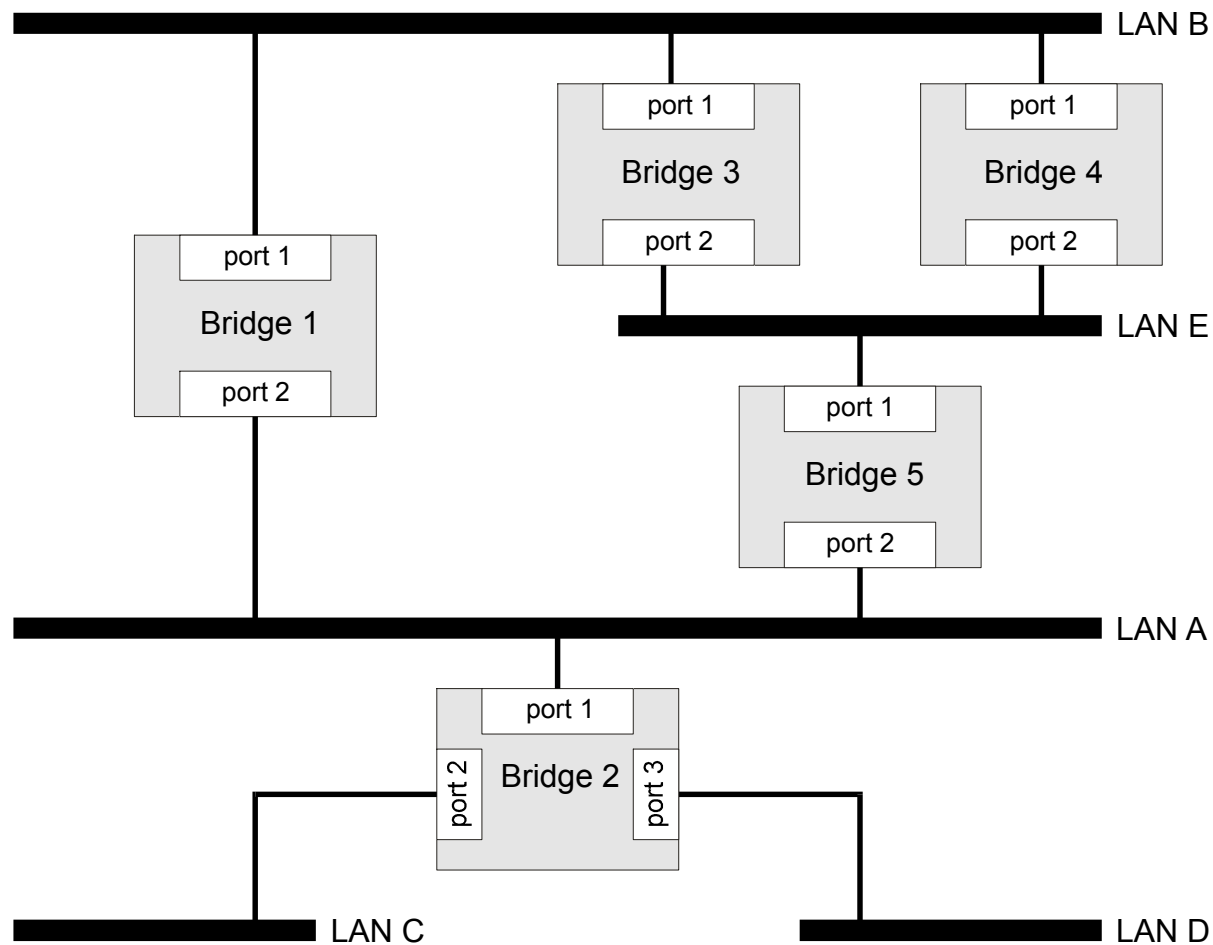 LAN B
port 1
port 1
Bridge 3
Bridge 4
port 2
port 2
port 1
Bridge 1
LAN E
port 2
port 1
Bridge 5
port 2
LAN A
port 1
port 2
Bridge 2
port 3
LAN C
LAN D